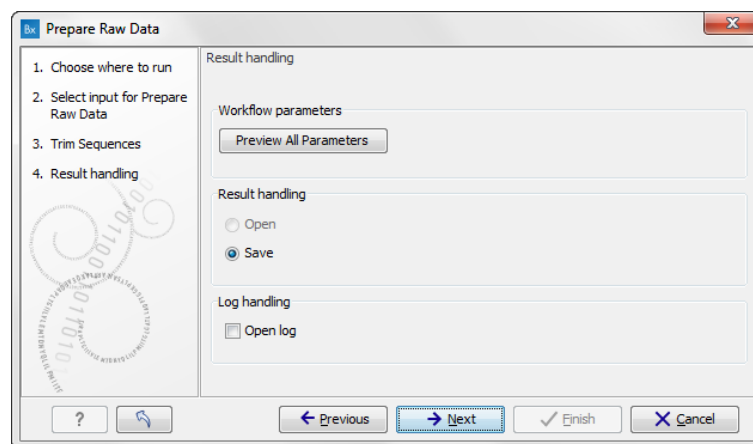 Bx Prepare Raw Data
X
1. Choose where to run
2. Select input for Prepare
Raw Data
3. Trim Sequences
4. Result handling
Result handling
Workflow parameters
Preview All Parameters
Result handling
Open
Save
Log handling
Open log
?
Previous
Next
Finish
Cancel